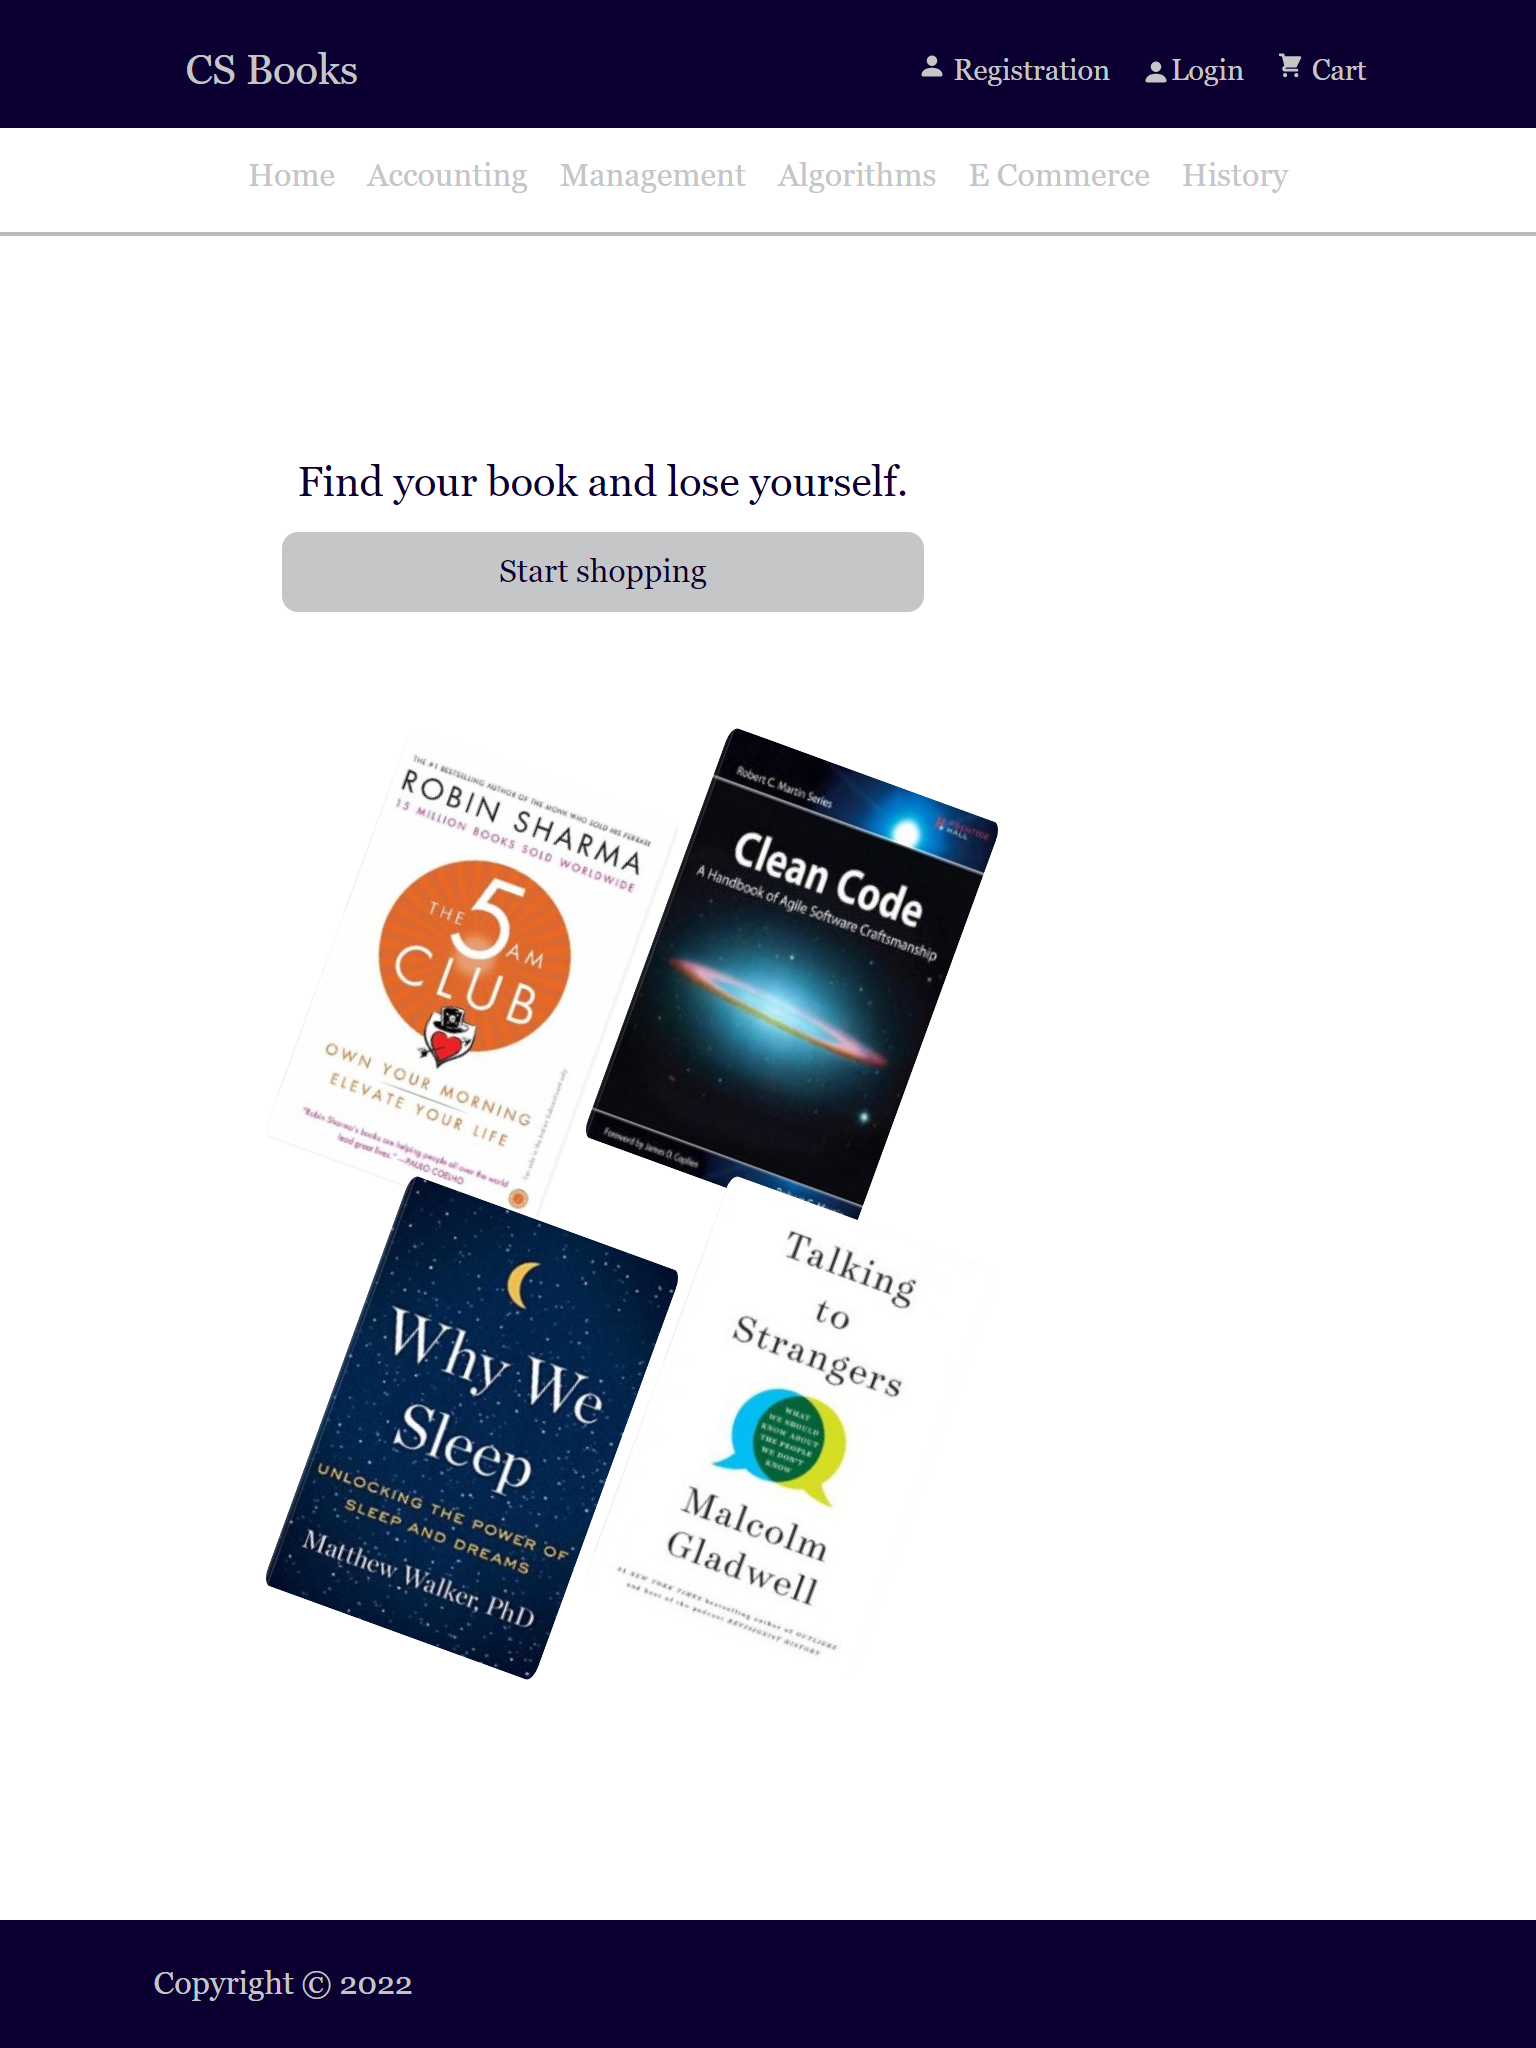 CS Books
Registration
Login
Cart
Home
Accounting
Management
Algorithms
E Commerce
History
Find your book and lose yourself.
Start shopping
THE #1 BESTSELLING AUTHOR OF THE MONK WHO SOLD HIS FERRARI
ROBIN SHARMA
15 MILLION BOOKS SOLD WORLDWIDE
THE 5 AM
CLUB
OWN YOUR MORNING
ELEVATE YOUR LIFE
"Robin Sharma's books are helping people all over the world
lead great lives." —PAULO COELHO
Robert C. Martin Series
PRENTICE
HALL
Clean Code
A Handbook of Agile Software Craftsmanship
Foreword by James O. Coplien
Why We
Sleep
UNLOCKING THE POWER OF
SLEEP AND DREAMS
Matthew Walker, PhD
Talking
to
Strangers
WHAT
WE SHOULD
KNOW ABOUT
THE PEOPLE
WE DON'T
KNOW
Malcolm
Gladwell
#1 NEW YORK TIMES bestselling author of OUTLIERS
and host of the podcast REVISIONIST HISTORY
Copyright © 2022